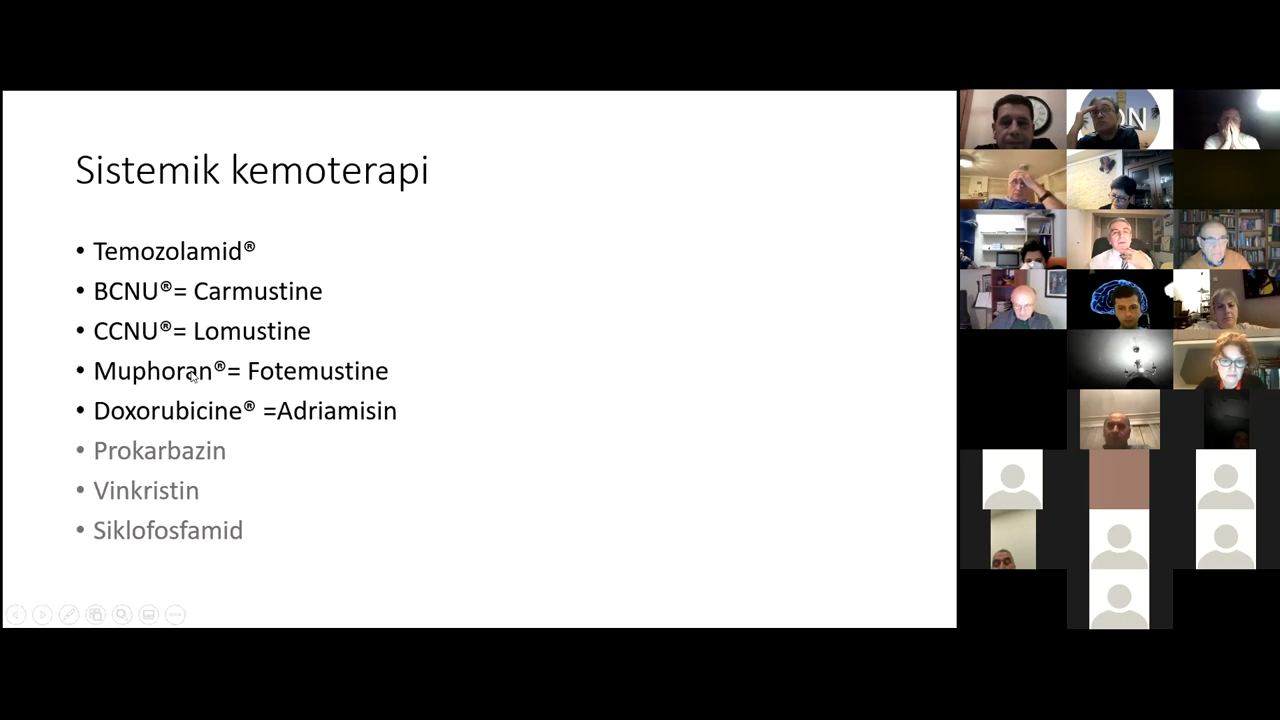 Sistemik kemoterapi
• Temozolamid®
• BCNU®= Carmustine
• CCNU®= Lomustine
• Muphoran®= Fotemustine
• Doxorubicine® =Adriamisin
• Prokarbazin
• Vinkristin
• Siklofosfamid